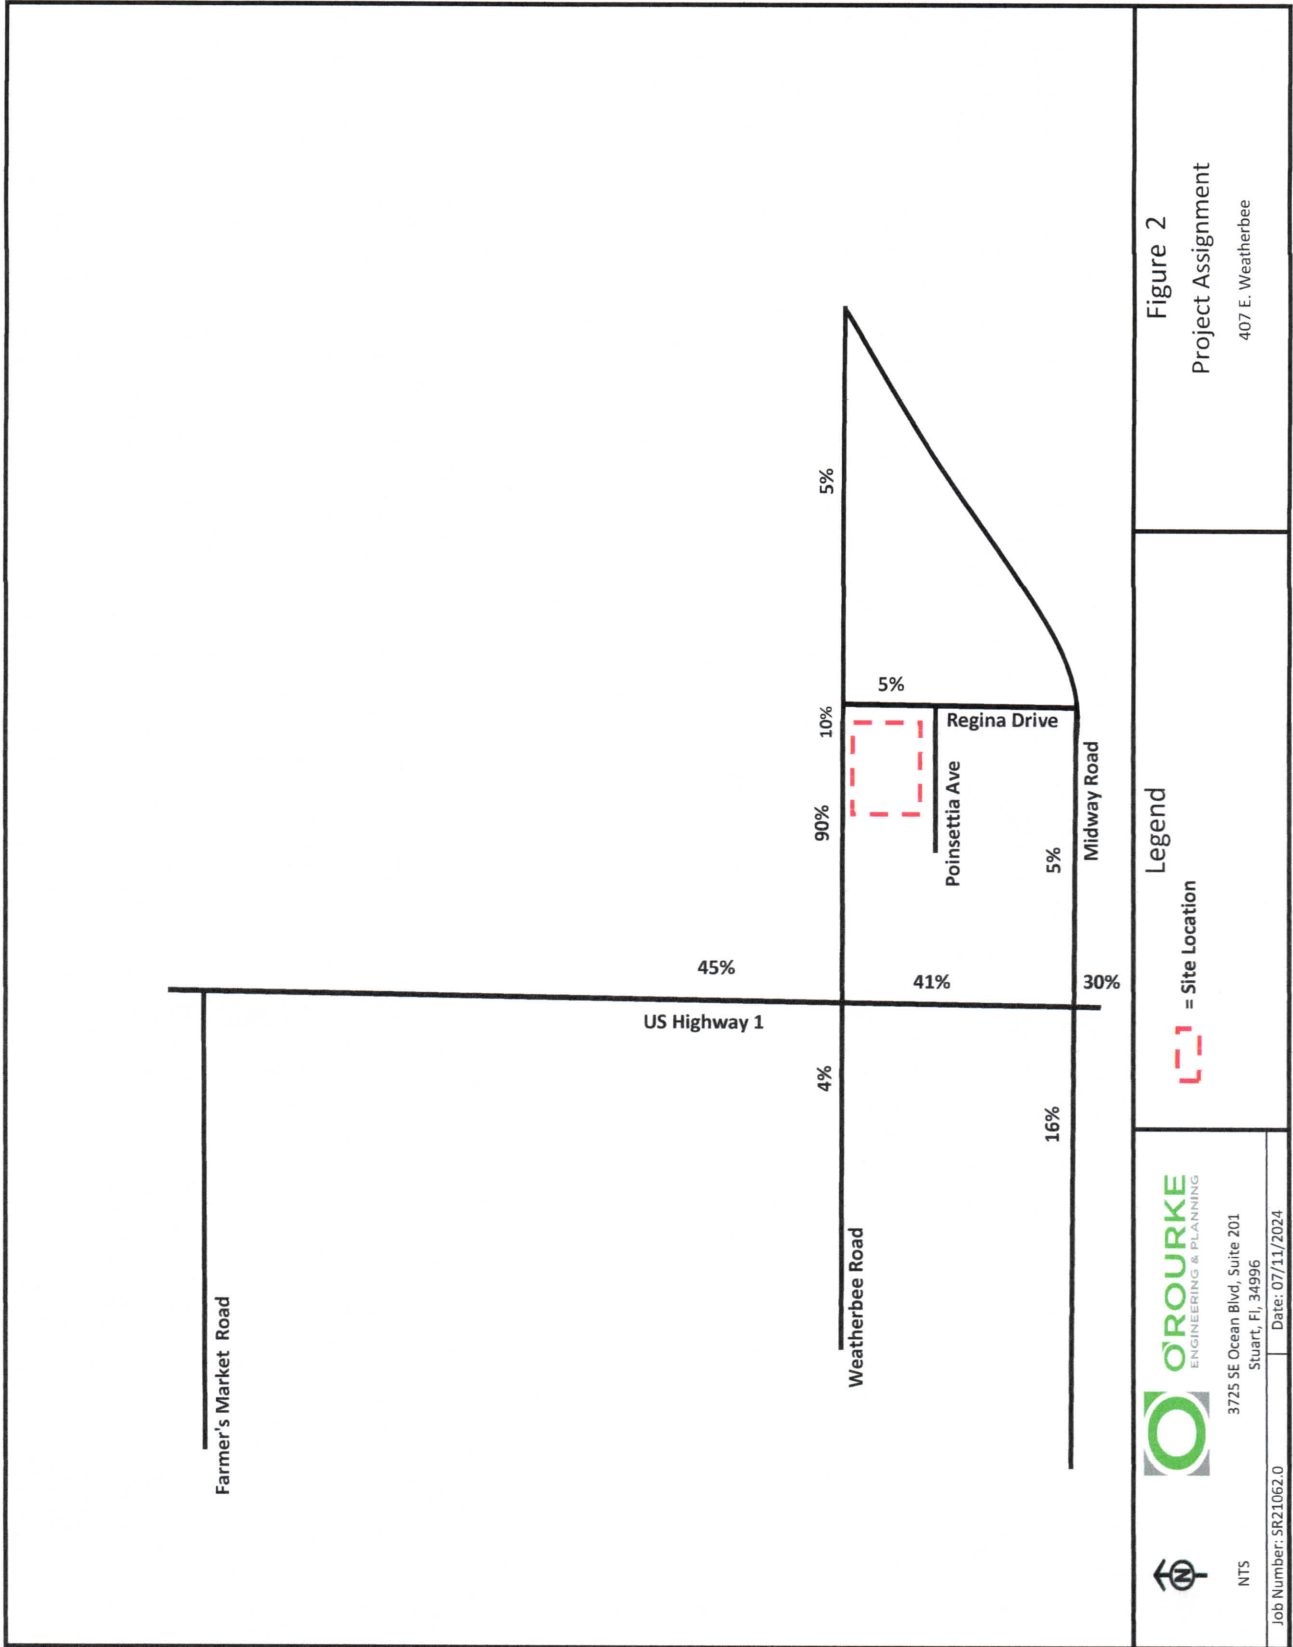 Farmer's Market Road
45%
US Highway 1
4%
90%
10%
5%
Weatherbee Road
5%
41%
Poinsettia Ave
Regina Drive
16%
5%
30%
Midway Road
N
NTS
O'ROURKE
ENGINEERING & PLANNING
3725 SE Ocean Blvd, Suite 201
Stuart, Fl, 34996
Job Number: SR21062.0
Date: 07/11/2024
Legend
= Site Location
Figure 2
Project Assignment
407 E. Weatherbee